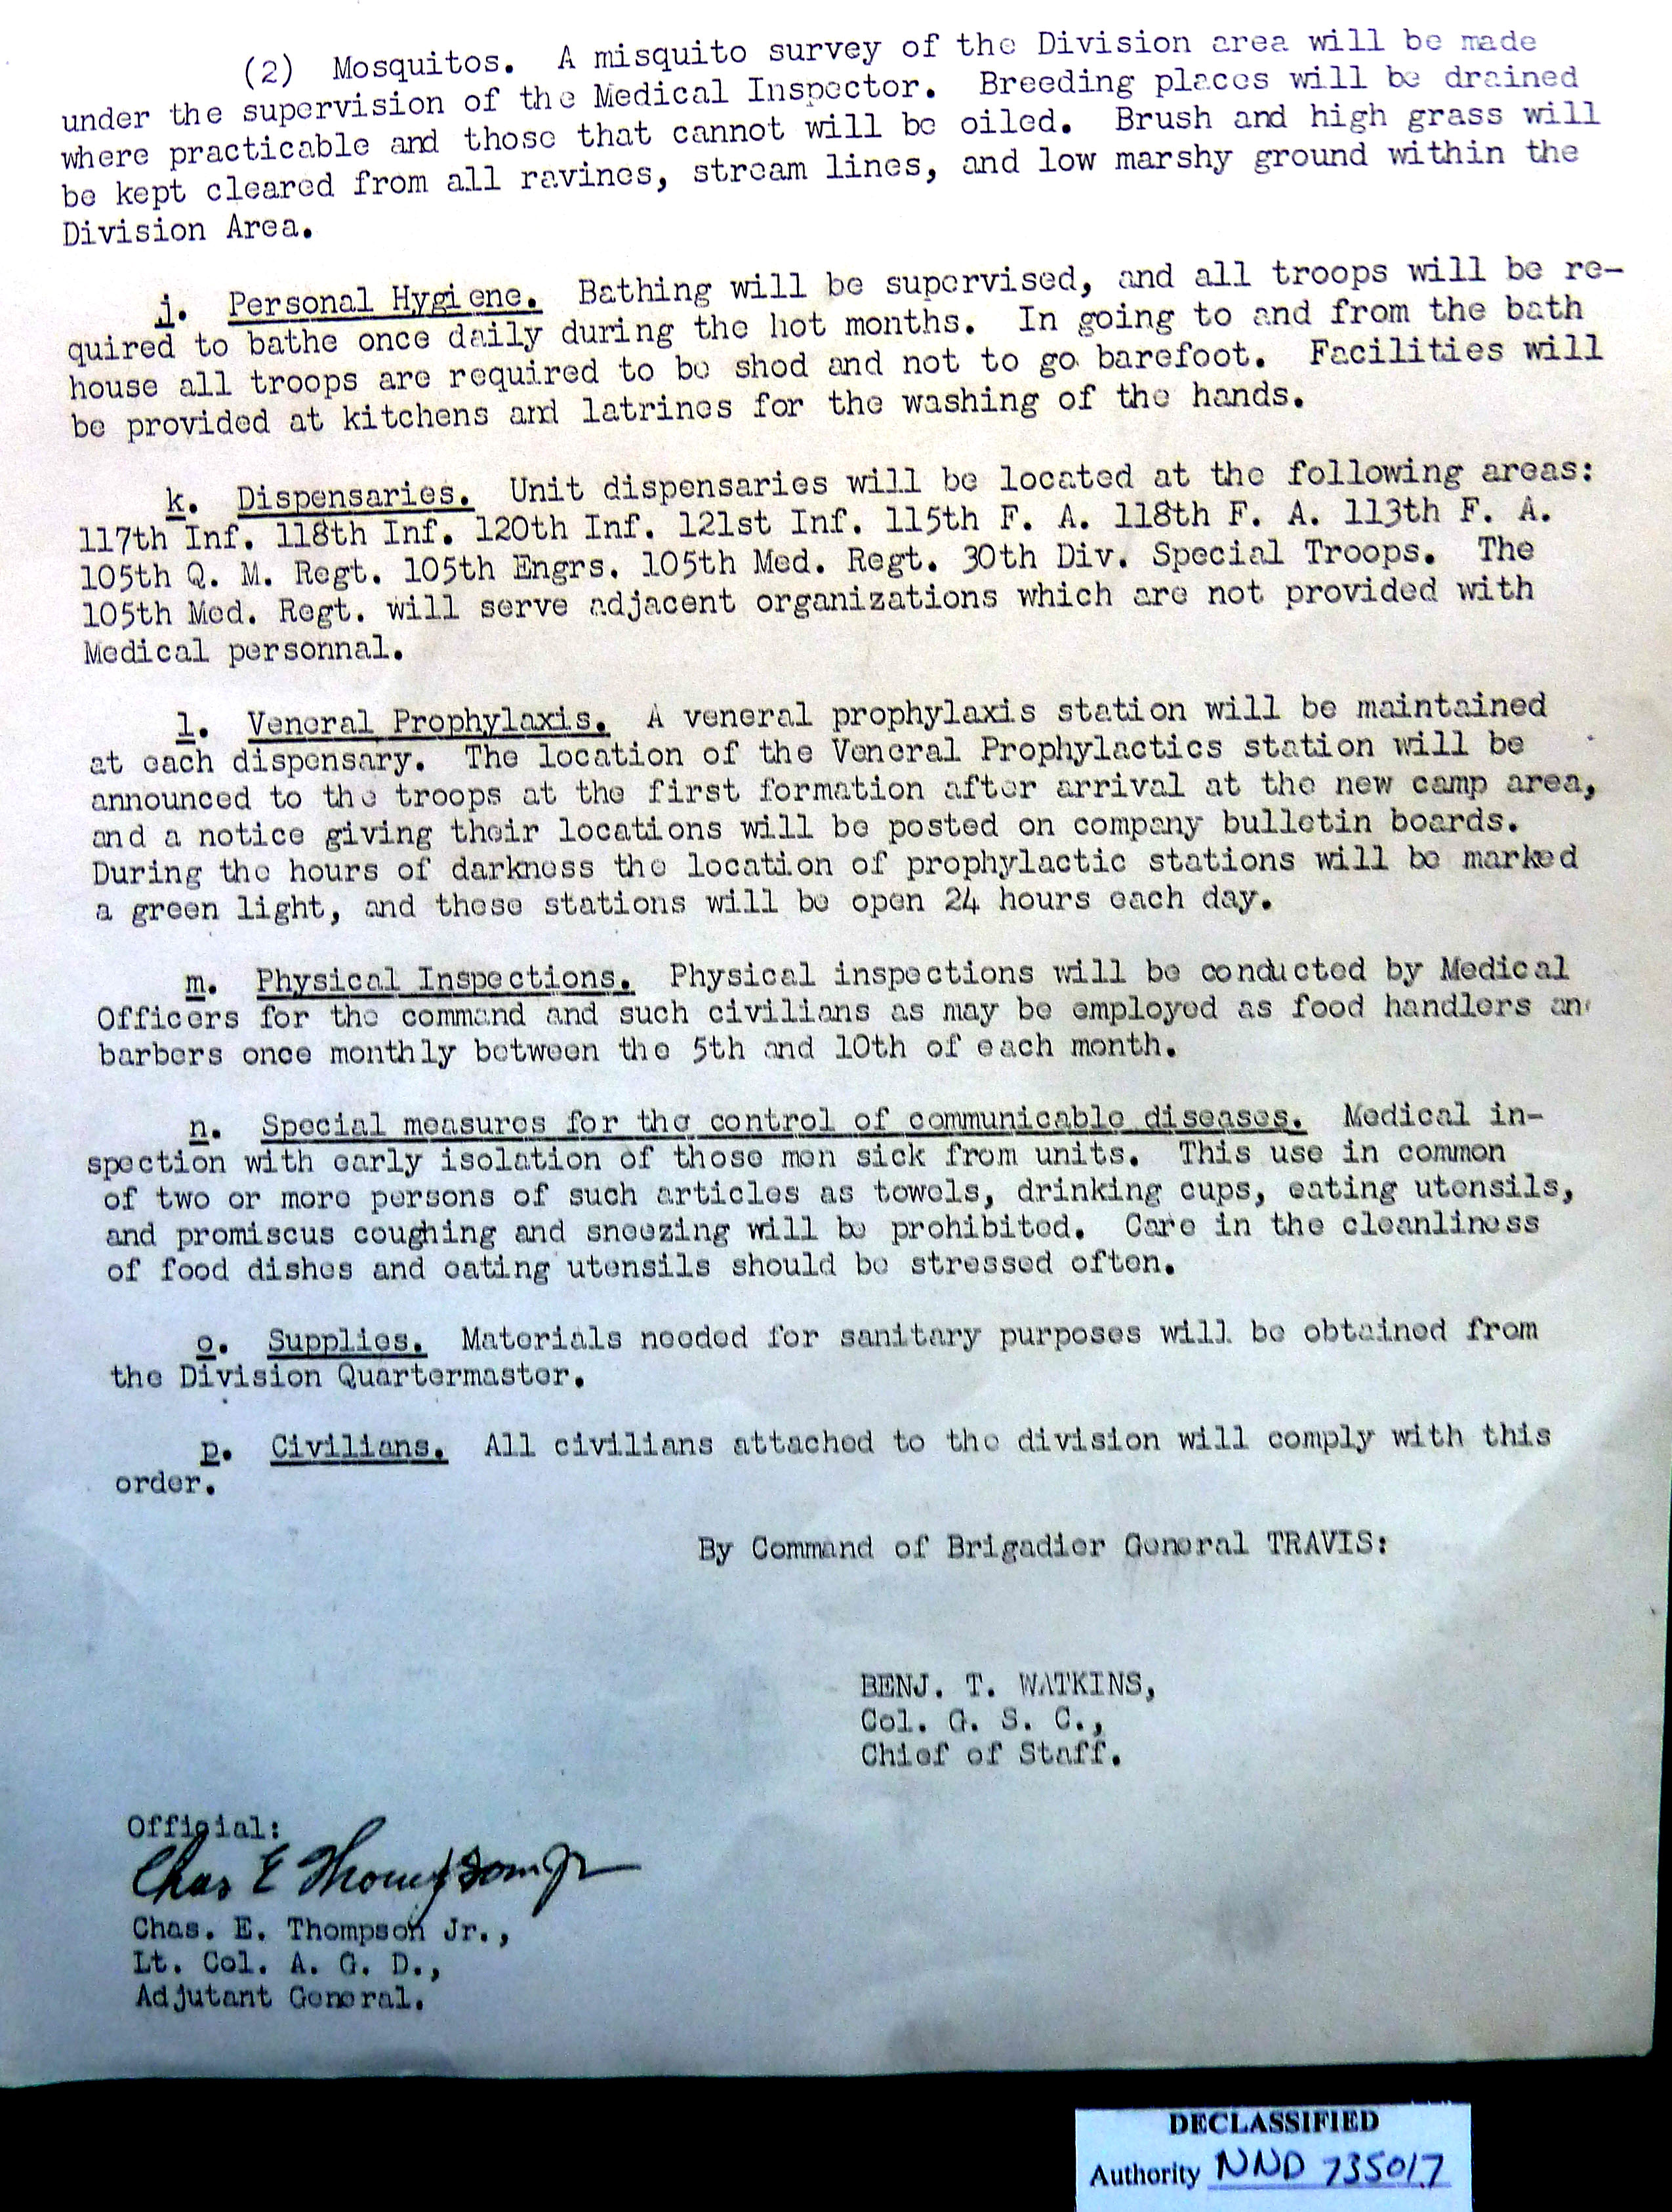 (2) Mosquitos. A misquito survey of the Division area will be made
under the supervision of the Medical Inspector. Breeding places will be drained
where practicable and those that cannot will be oiled. Brush and high grass will
be kept cleared from all ravines, stream lines, and low marshy ground within the
Division Area.
j. Personal Hygiene. Bathing will be supervised, and all troops will be re-
quired to bathe once daily during the hot months. In going to and from the bath
house all troops are required to be shod and not to go barefoot. Facilities will
be provided at kitchens and latrines for the washing of the hands.
k. Dispensaries. Unit dispensaries will be located at the following areas:
117th Inf. 118th Inf. 120th Inf. 121st Inf. 115th F. A. 118th F. A. 113th F. A.
105th Q. M. Regt. 105th Engrs. 105th Med. Regt. 30th Div. Special Troops. The
105th Med. Regt. will serve adjacent organizations which are not provided with
Medical personnal.
l. Veneral Prophylaxis. A veneral prophylaxis station will be maintained
at each dispensary. The location of the Veneral Prophylactics station will be
announced to the troops at the first formation after arrival at the new camp area,
and a notice giving their locations will be posted on company bulletin boards.
During the hours of darkness the location of prophylactic stations will be marked
a green light, and these stations will be open 24 hours each day.
m. Physical Inspections. Physical inspections will be conducted by Medical
Officers for the command and such civilians as may be employed as food handlers an
barbers once monthly between the 5th and 10th of each month.
n. Special measures for the control of communicable diseases. Medical in-
spection with early isolation of those men sick from units. This use in common
of two or more persons of such articles as towels, drinking cups, eating utensils,
and promiscus coughing and sneezing will be prohibited. Care in the cleanliness
of food dishes and eating utensils should be stressed often.
o. Supplies. Materials needed for sanitary purposes will be obtained from
the Division Quartermaster.
p. Civilians. All civilians attached to the division will comply with this
order.
By Command of Brigadier General TRAVIS:
BENJ. T. WATKINS,
Col. G. S. C.,
Chief of Staff.
Official:
Chas E Thompson Jr
Chas. E. Thompson Jr.,
Lt. Col. A. G. D.,
Adjutant General.
DECLASSIFIED
Authority NND 735017